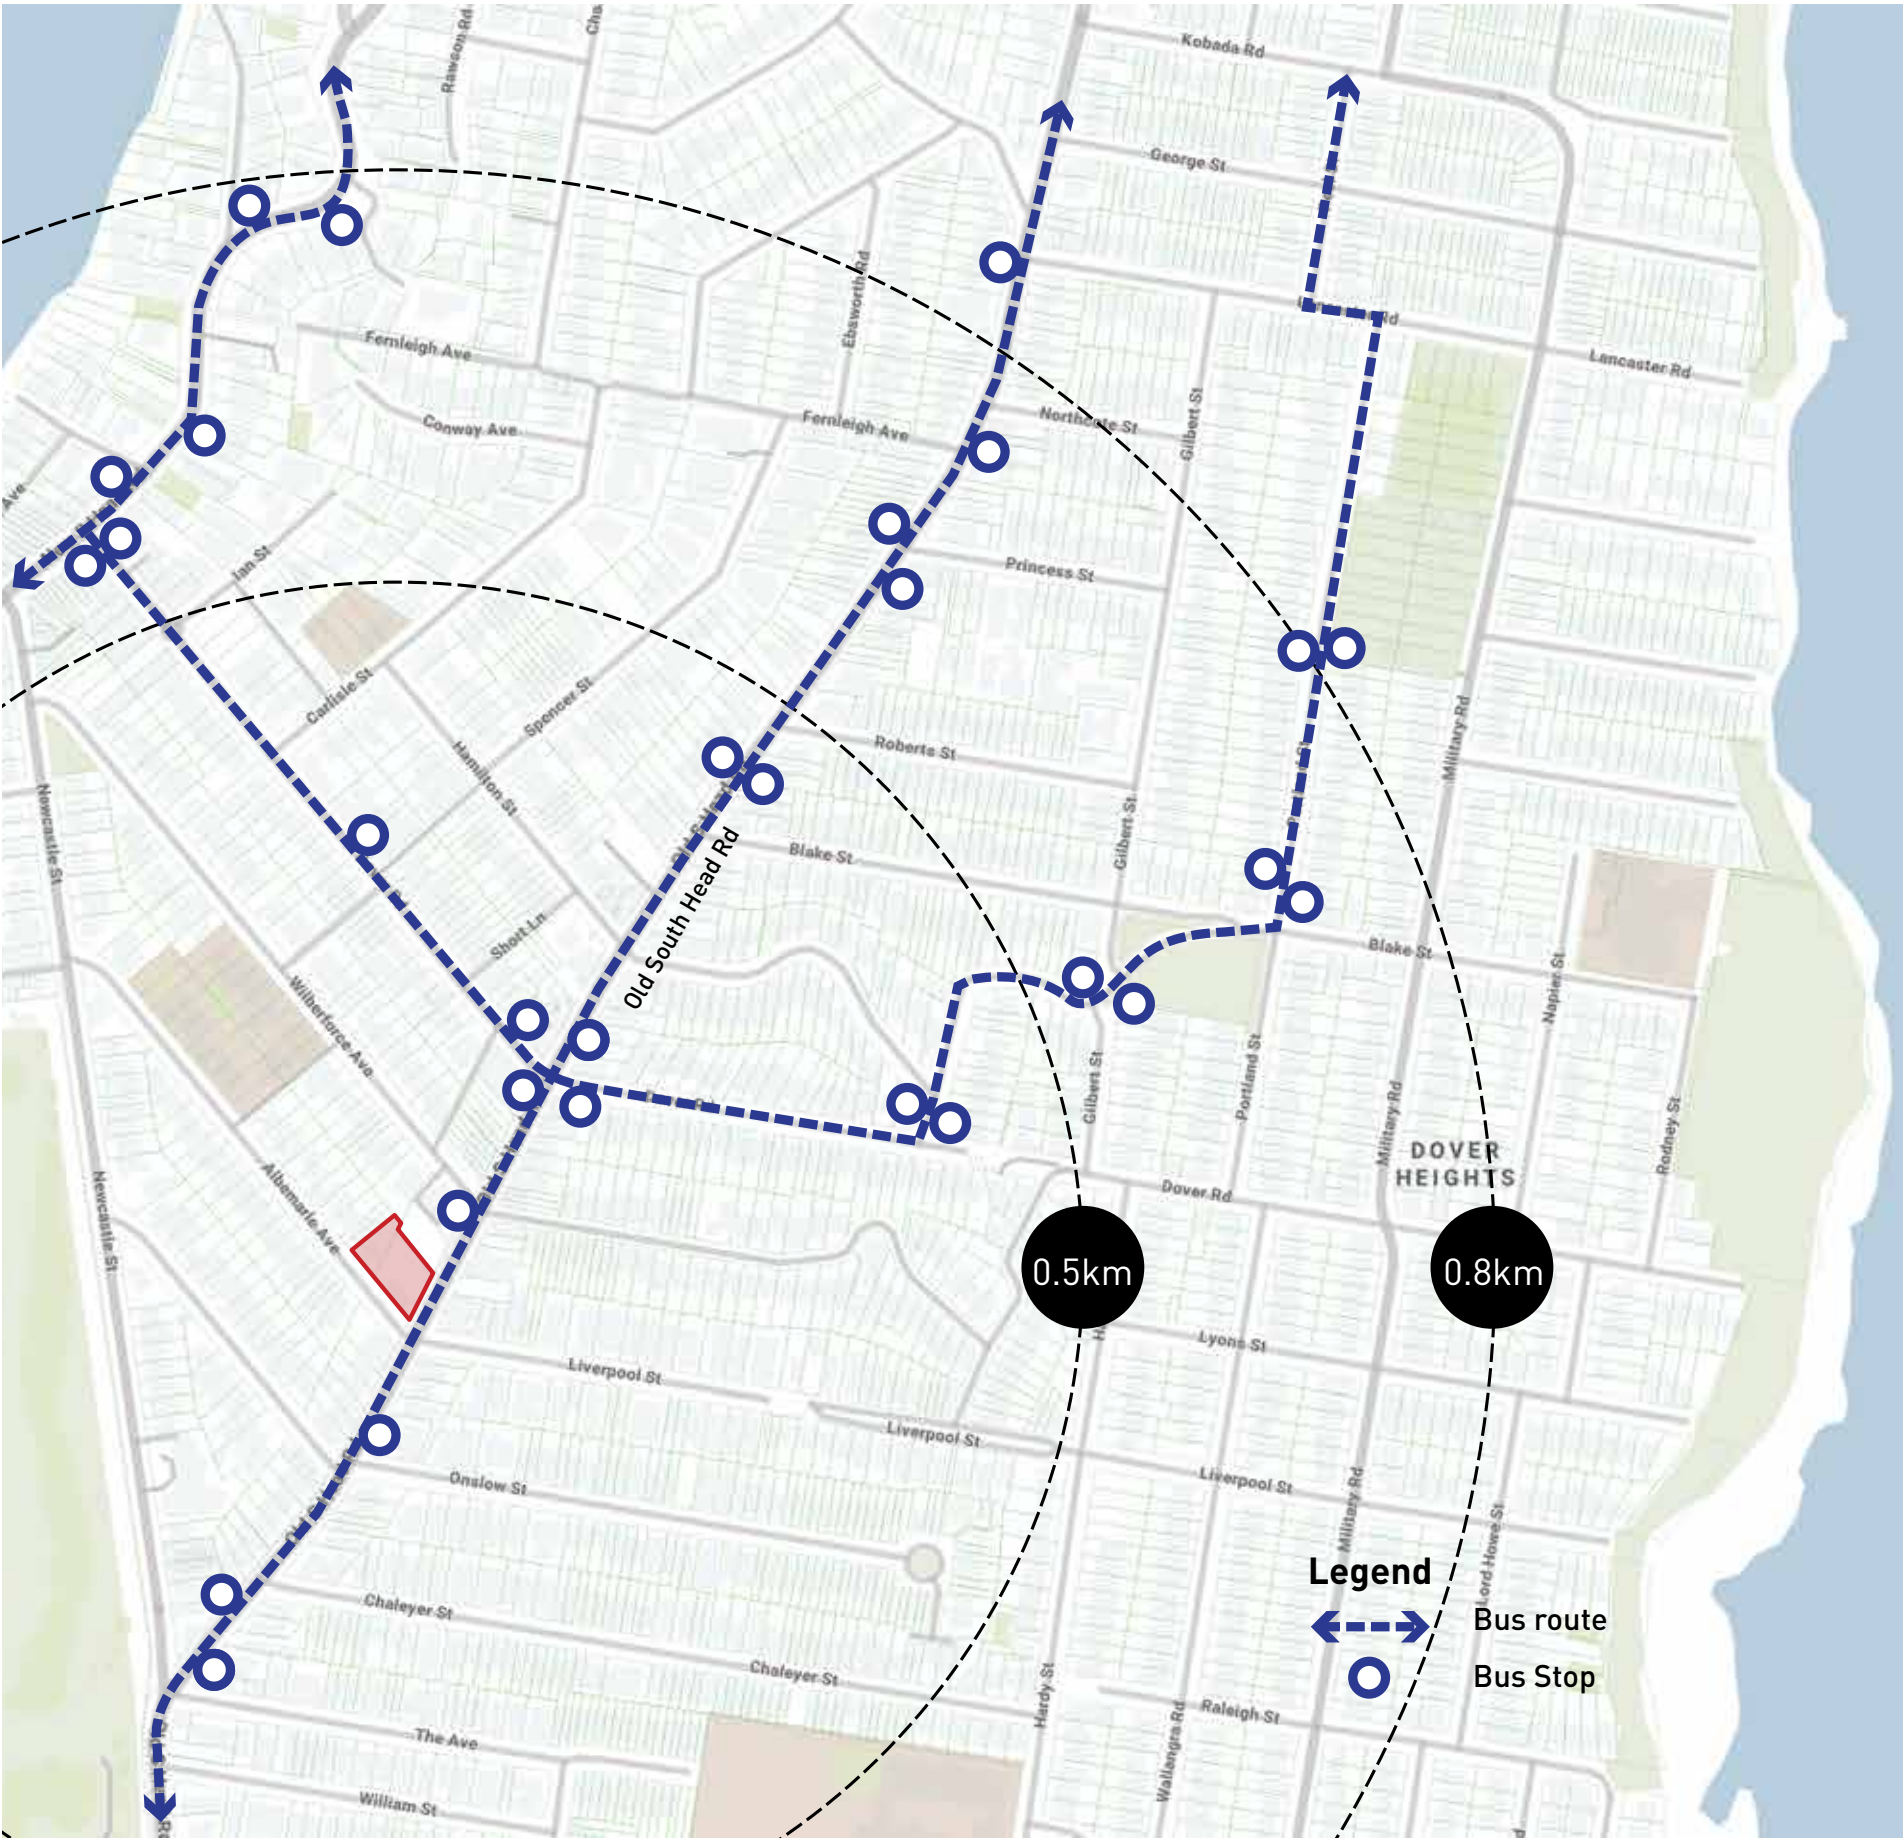 Rawson Rd
Cha
Kobada Rd
George St
Ebsworth Rd
Fernleigh Ave
Lancaster Rd
Conway Ave
Fernleigh Ave
Northcote St
Gilbert St
Ave
Ian St
Princess St
Carlisle St
Spencer St
Hamilton St
Roberts St
Military Rd
Newcastle St
Gilbert St
Blake St
Old South Head Rd
Short Ln
Blake St
Napier St
Wilberforce Ave
Gilbert St
Portland St
Military Rd
DOVER
HEIGHTS
Rodney St
Albemarle Ave
Newcastle St
Dover Rd
0.5km
0.8km
Lyons St
Liverpool St
Liverpool St
Liverpool St
Onslow St
Military Rd
Lord Howe St
Legend
Bus route
Bus Stop
Chaleyer St
Chaleyer St
Hardy St
Wallangra Rd
Raleigh St
The Ave
William St